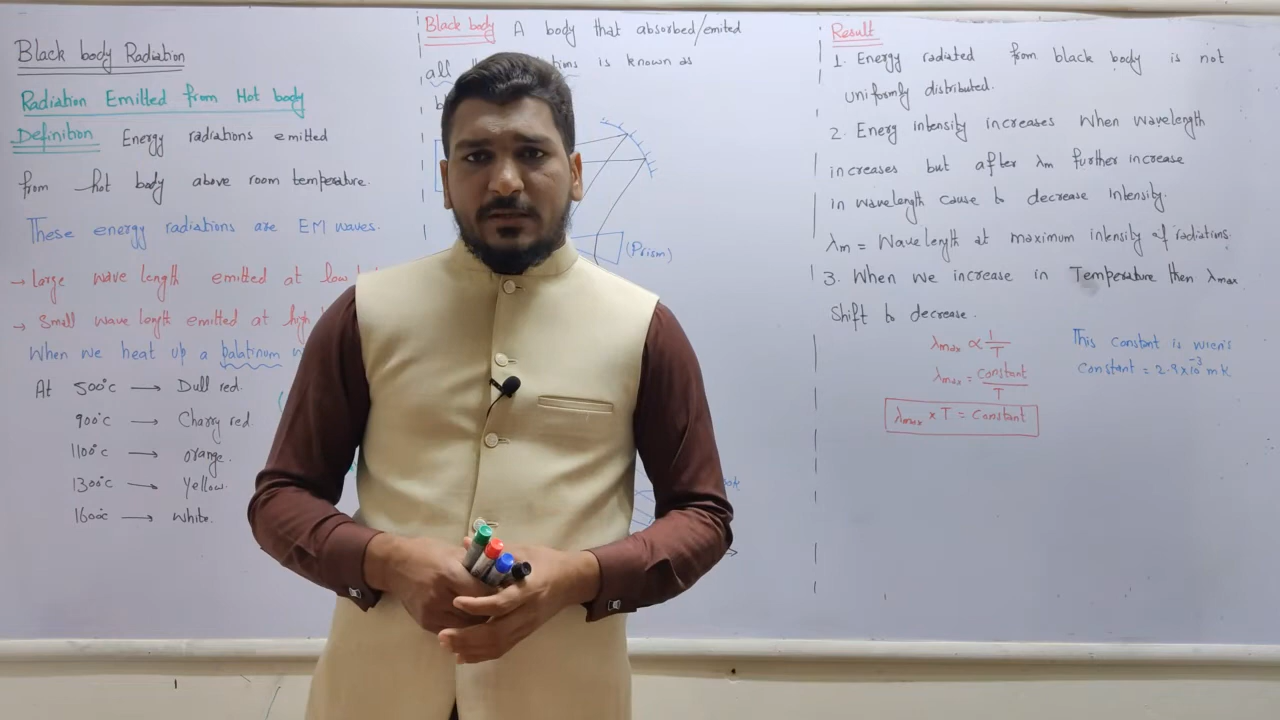 Black body Radiation
Radiation Emitted from Hot body
Definition Energy radiations emitted
from hot body above room temperature.
These energy radiations are EM waves.
→ Large wave length emitted at low
→ Small wave length emitted at high
When we heat up a palatinum
At 500°c → Dull red.
900°c → Charry red.
1100°c → orange.
1300°c → Yellow.
1600c → white.
Black body A body that absorbed/emited
all is known as
(Prism)
Result
1. Energy radiated from black body is not
uniformly distributed.
2. Energ intensity increases When wavelength
increases but after λm further increase
in wavelength cause to decrease intensity.
λm = Wavelength at maximum intensity of radiations.
3. When we increase in Temperature then λmax
Shift to decrease.
λmax ∝ 1/T
λmax = constant/T
λmax × T = Constant
This constant is wien's
constant = 2.9×10⁻³ mK